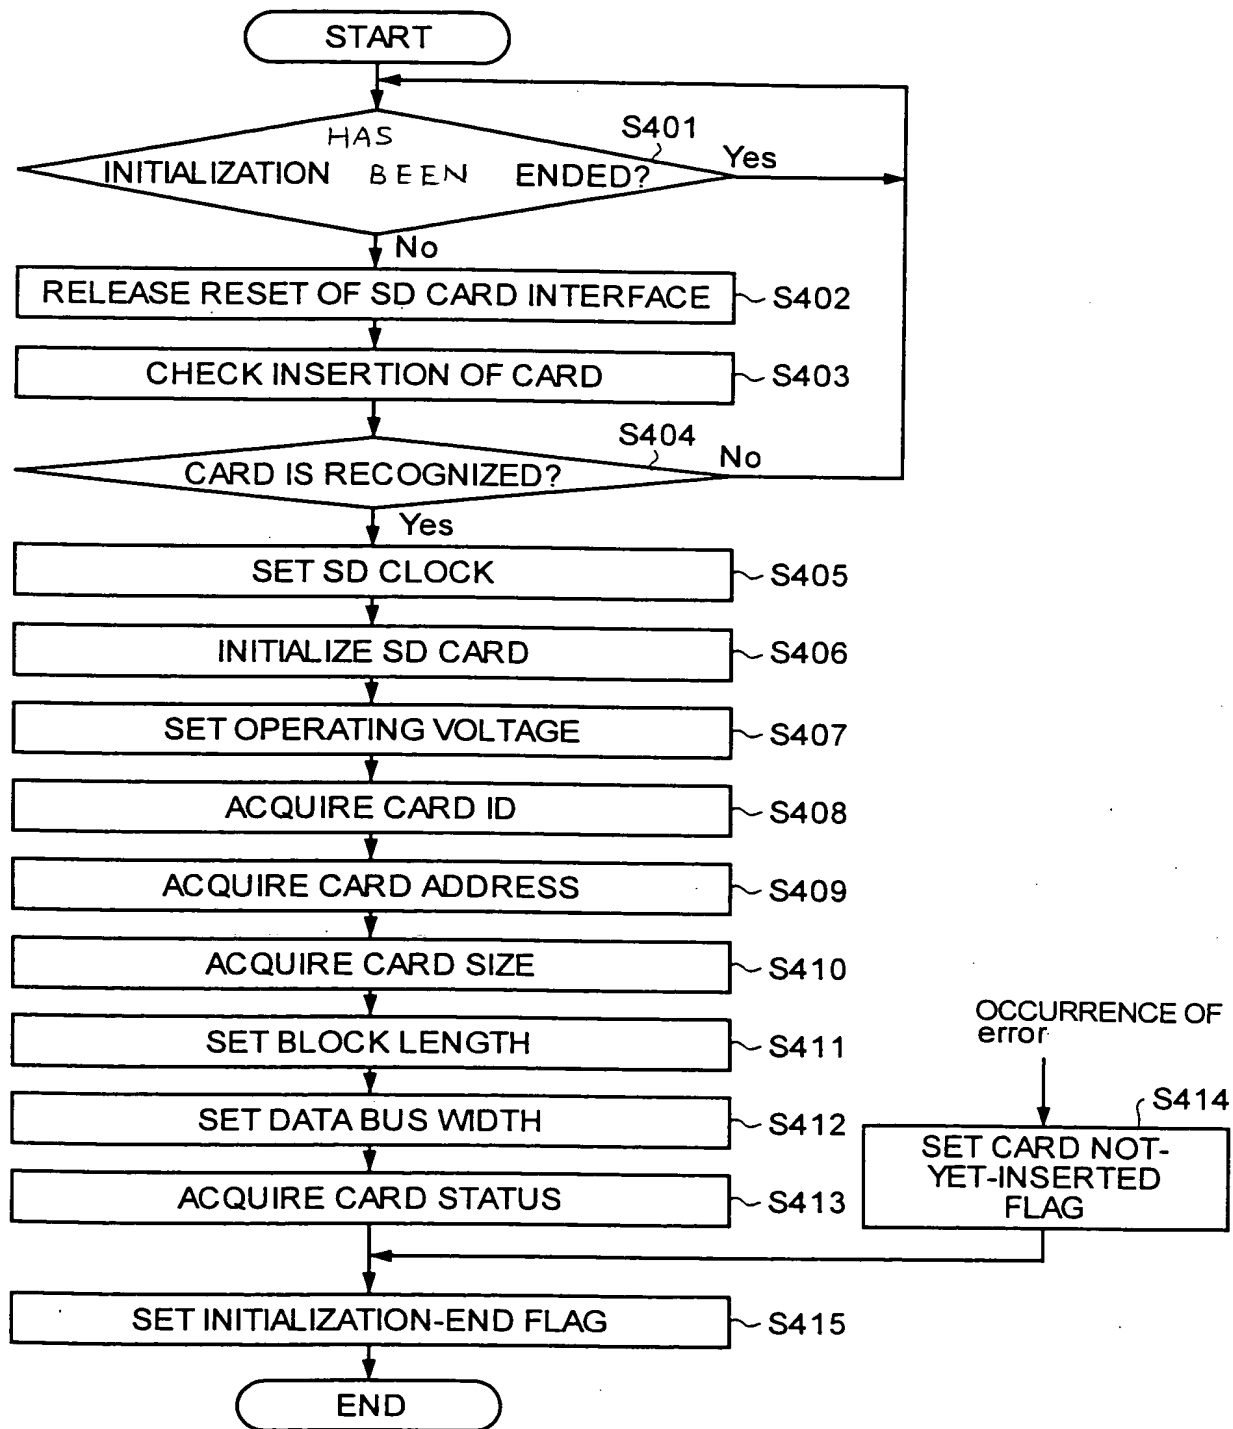 START
HAS
S401
INITIALIZATION BEEN ENDED?
Yes
No
RELEASE RESET OF SD CARD INTERFACE
S402
CHECK INSERTION OF CARD
S403
S404
CARD IS RECOGNIZED?
No
Yes
SET SD CLOCK
S405
INITIALIZE SD CARD
S406
SET OPERATING VOLTAGE
S407
ACQUIRE CARD ID
S408
ACQUIRE CARD ADDRESS
S409
ACQUIRE CARD SIZE
S410
SET BLOCK LENGTH
S411
SET DATA BUS WIDTH
S412
ACQUIRE CARD STATUS
S413
OCCURRENCE OF
error
S414
SET CARD NOT-
YET-INSERTED
FLAG
SET INITIALIZATION-END FLAG
S415
END